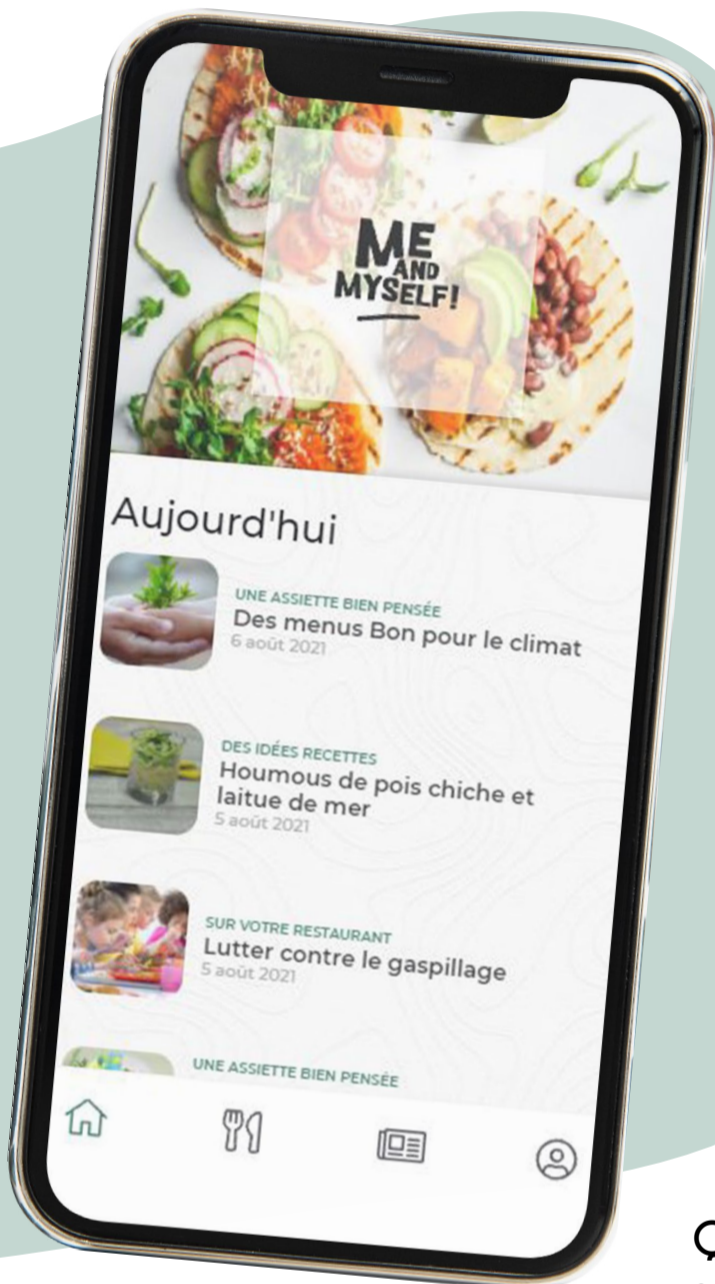 ME
AND
MYSELF!
Aujourd'hui
UNE ASSIETTE BIEN PENSÉE
Des menus Bon pour le climat
6 août 2021
DES IDÉES RECETTES
Houmous de pois chiche et
laitue de mer
5 août 2021
SUR VOTRE RESTAURANT
Lutter contre le gaspillage
5 août 2021
UNE ASSIETTE BIEN PENSÉE